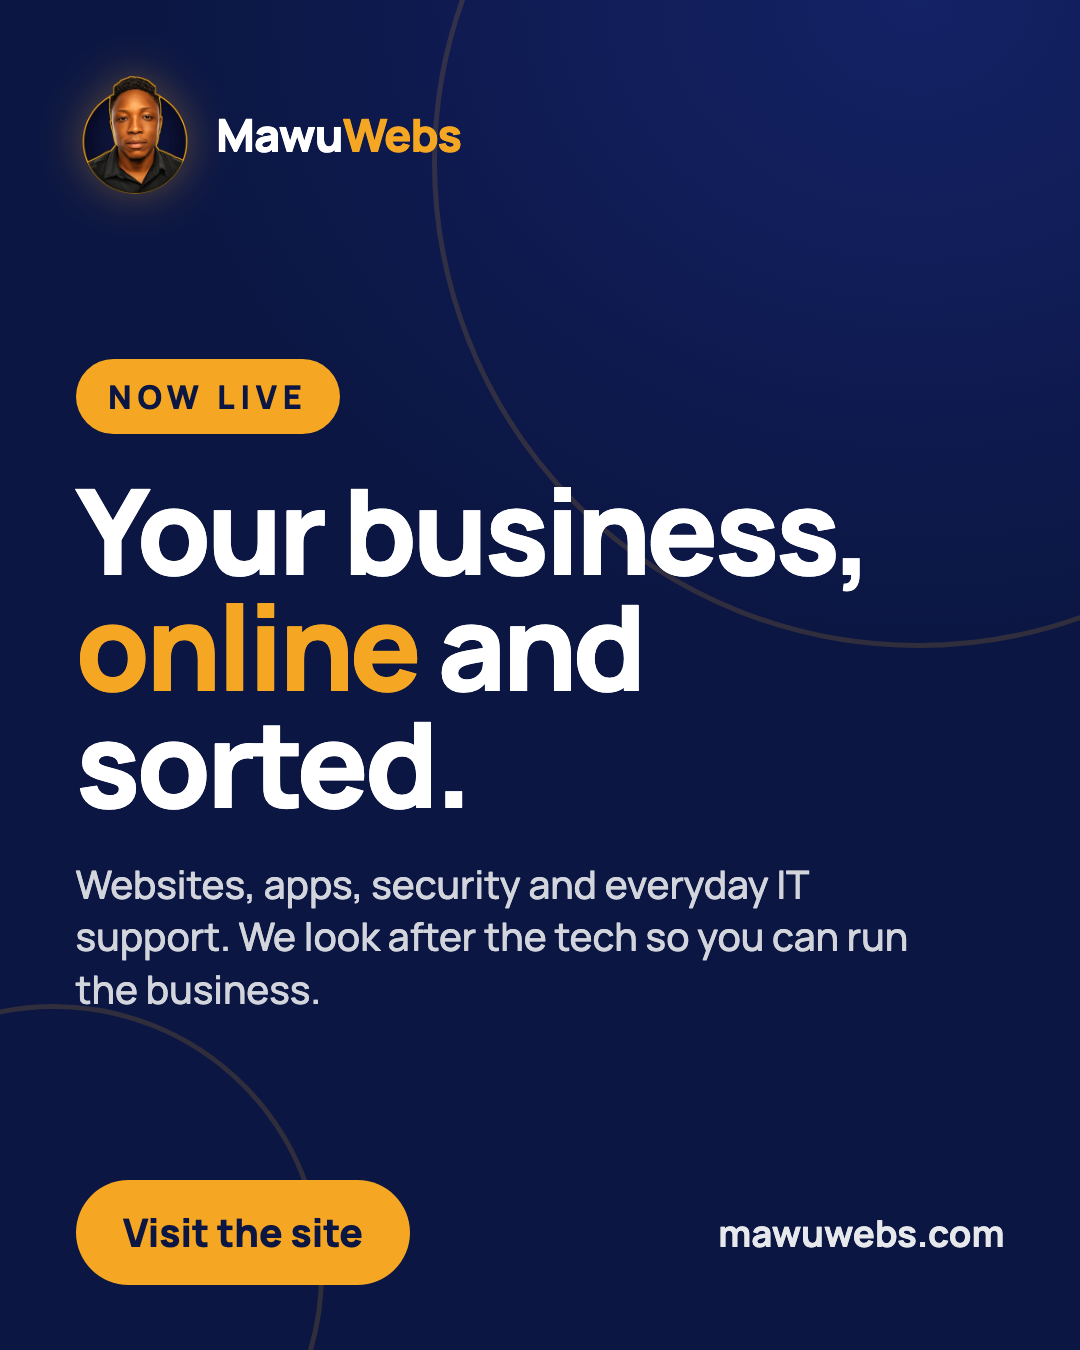 MawuWebs
NOW LIVE
Your business,
online and
sorted.
Websites, apps, security and everyday IT
support. We look after the tech so you can run
the business.
Visit the site
mawuwebs.com